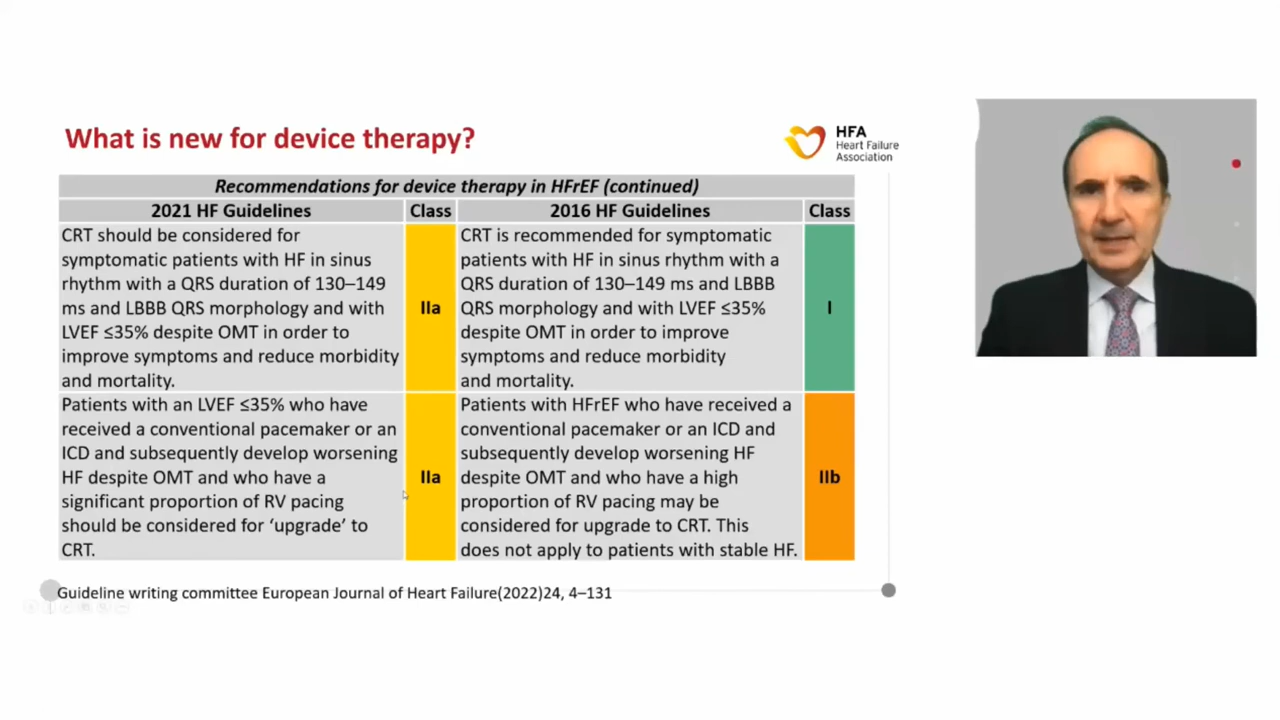 What is new for device therapy?
HFA
Heart Failure
Association
Recommendations for device therapy in HFrEF (continued)
2021 HF Guidelines
Class
2016 HF Guidelines
Class
CRT should be considered for
symptomatic patients with HF in sinus
rhythm with a QRS duration of 130–149
ms and LBBB QRS morphology and with
LVEF ≤35% despite OMT in order to
improve symptoms and reduce morbidity
and mortality.
IIa
CRT is recommended for symptomatic
patients with HF in sinus rhythm with a
QRS duration of 130–149 ms and LBBB
QRS morphology and with LVEF ≤35%
despite OMT in order to improve
symptoms and reduce morbidity
and mortality.
I
Patients with an LVEF ≤35% who have
received a conventional pacemaker or an
ICD and subsequently develop worsening
HF despite OMT and who have a
significant proportion of RV pacing
should be considered for ‘upgrade’ to
CRT.
IIa
Patients with HFrEF who have received a
conventional pacemaker or an ICD and
subsequently develop worsening HF
despite OMT and who have a high
proportion of RV pacing may be
considered for upgrade to CRT. This
does not apply to patients with stable HF.
IIb
Guideline writing committee European Journal of Heart Failure(2022)24, 4–131